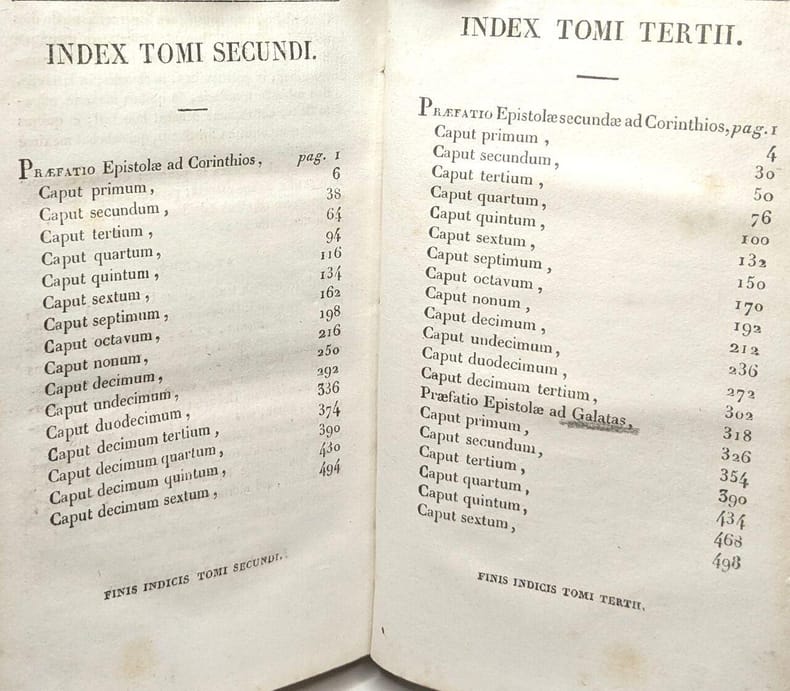 INDEX TOMI SECUNDI.
PRÆFATIO Epistolæ ad Corinthios, pag. 1
Caput primum, 6
Caput secundum, 38
Caput tertium, 64
Caput quartum, 94
Caput quintum, 116
Caput sextum, 134
Caput septimum, 162
Caput octavum, 198
Caput nonum, 216
Caput decimum, 250
Caput undecimum, 292
Caput duodecimum, 336
Caput decimum tertium, 374
Caput decimum quartum, 390
Caput decimum quintum, 430
Caput decimum sextum, 494
FINIS INDICIS TOMI SECUNDI.
INDEX TOMI TERTII.
PRÆFATIO Epistolæ secundæ ad Corinthios, pag. 1
Caput primum, 4
Caput secundum, 30
Caput tertium, 50
Caput quartum, 76
Caput quintum, 100
Caput sextum, 132
Caput septimum, 150
Caput octavum, 170
Caput nonum, 192
Caput decimum, 212
Caput undecimum, 236
Caput duodecimum, 272
Caput decimum tertium, 302
Præfatio Epistolæ ad Galatas, 318
Caput primum, 326
Caput secundum, 354
Caput tertium, 390
Caput quartum, 434
Caput quintum, 468
Caput sextum, 498
FINIS INDICIS TOMI TERTII.